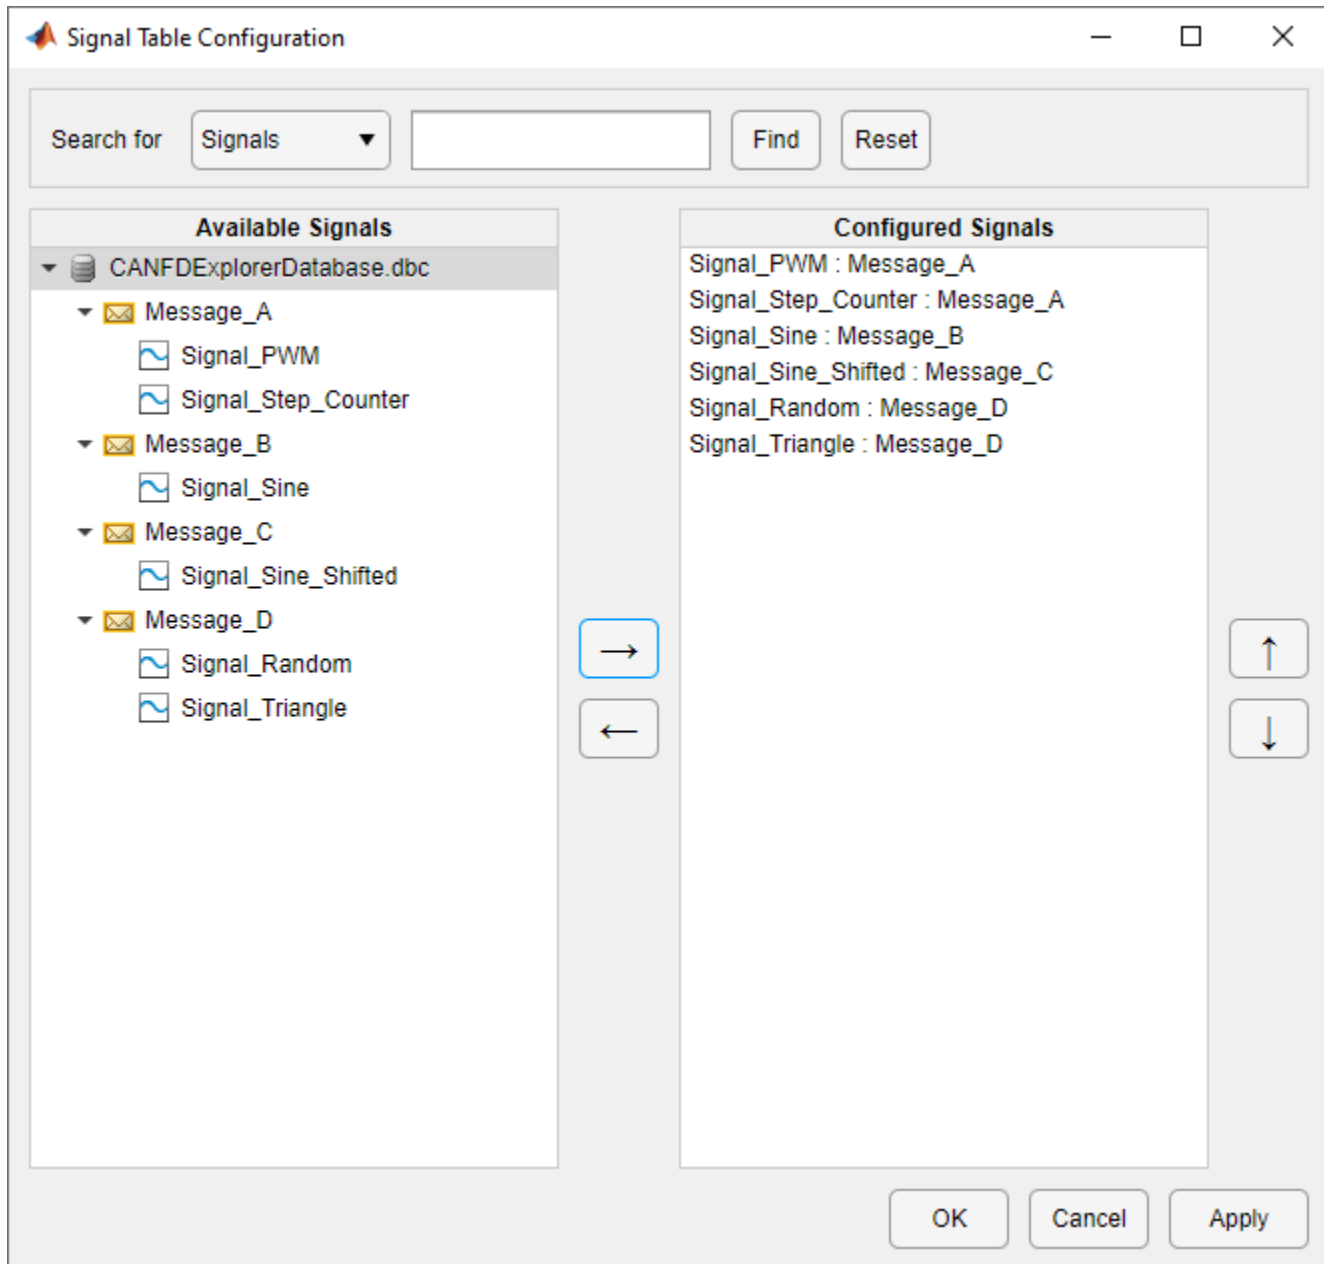 Signal Table Configuration
Search for Signals Find Reset
Available Signals
CANFDExplorerDatabase.dbc
Message_A
Signal_PWM
Signal_Step_Counter
Message_B
Signal_Sine
Message_C
Signal_Sine_Shifted
Message_D
Signal_Random
Signal_Triangle
Configured Signals
Signal_PWM : Message_A
Signal_Step_Counter : Message_A
Signal_Sine : Message_B
Signal_Sine_Shifted : Message_C
Signal_Random : Message_D
Signal_Triangle : Message_D
OK Cancel Apply